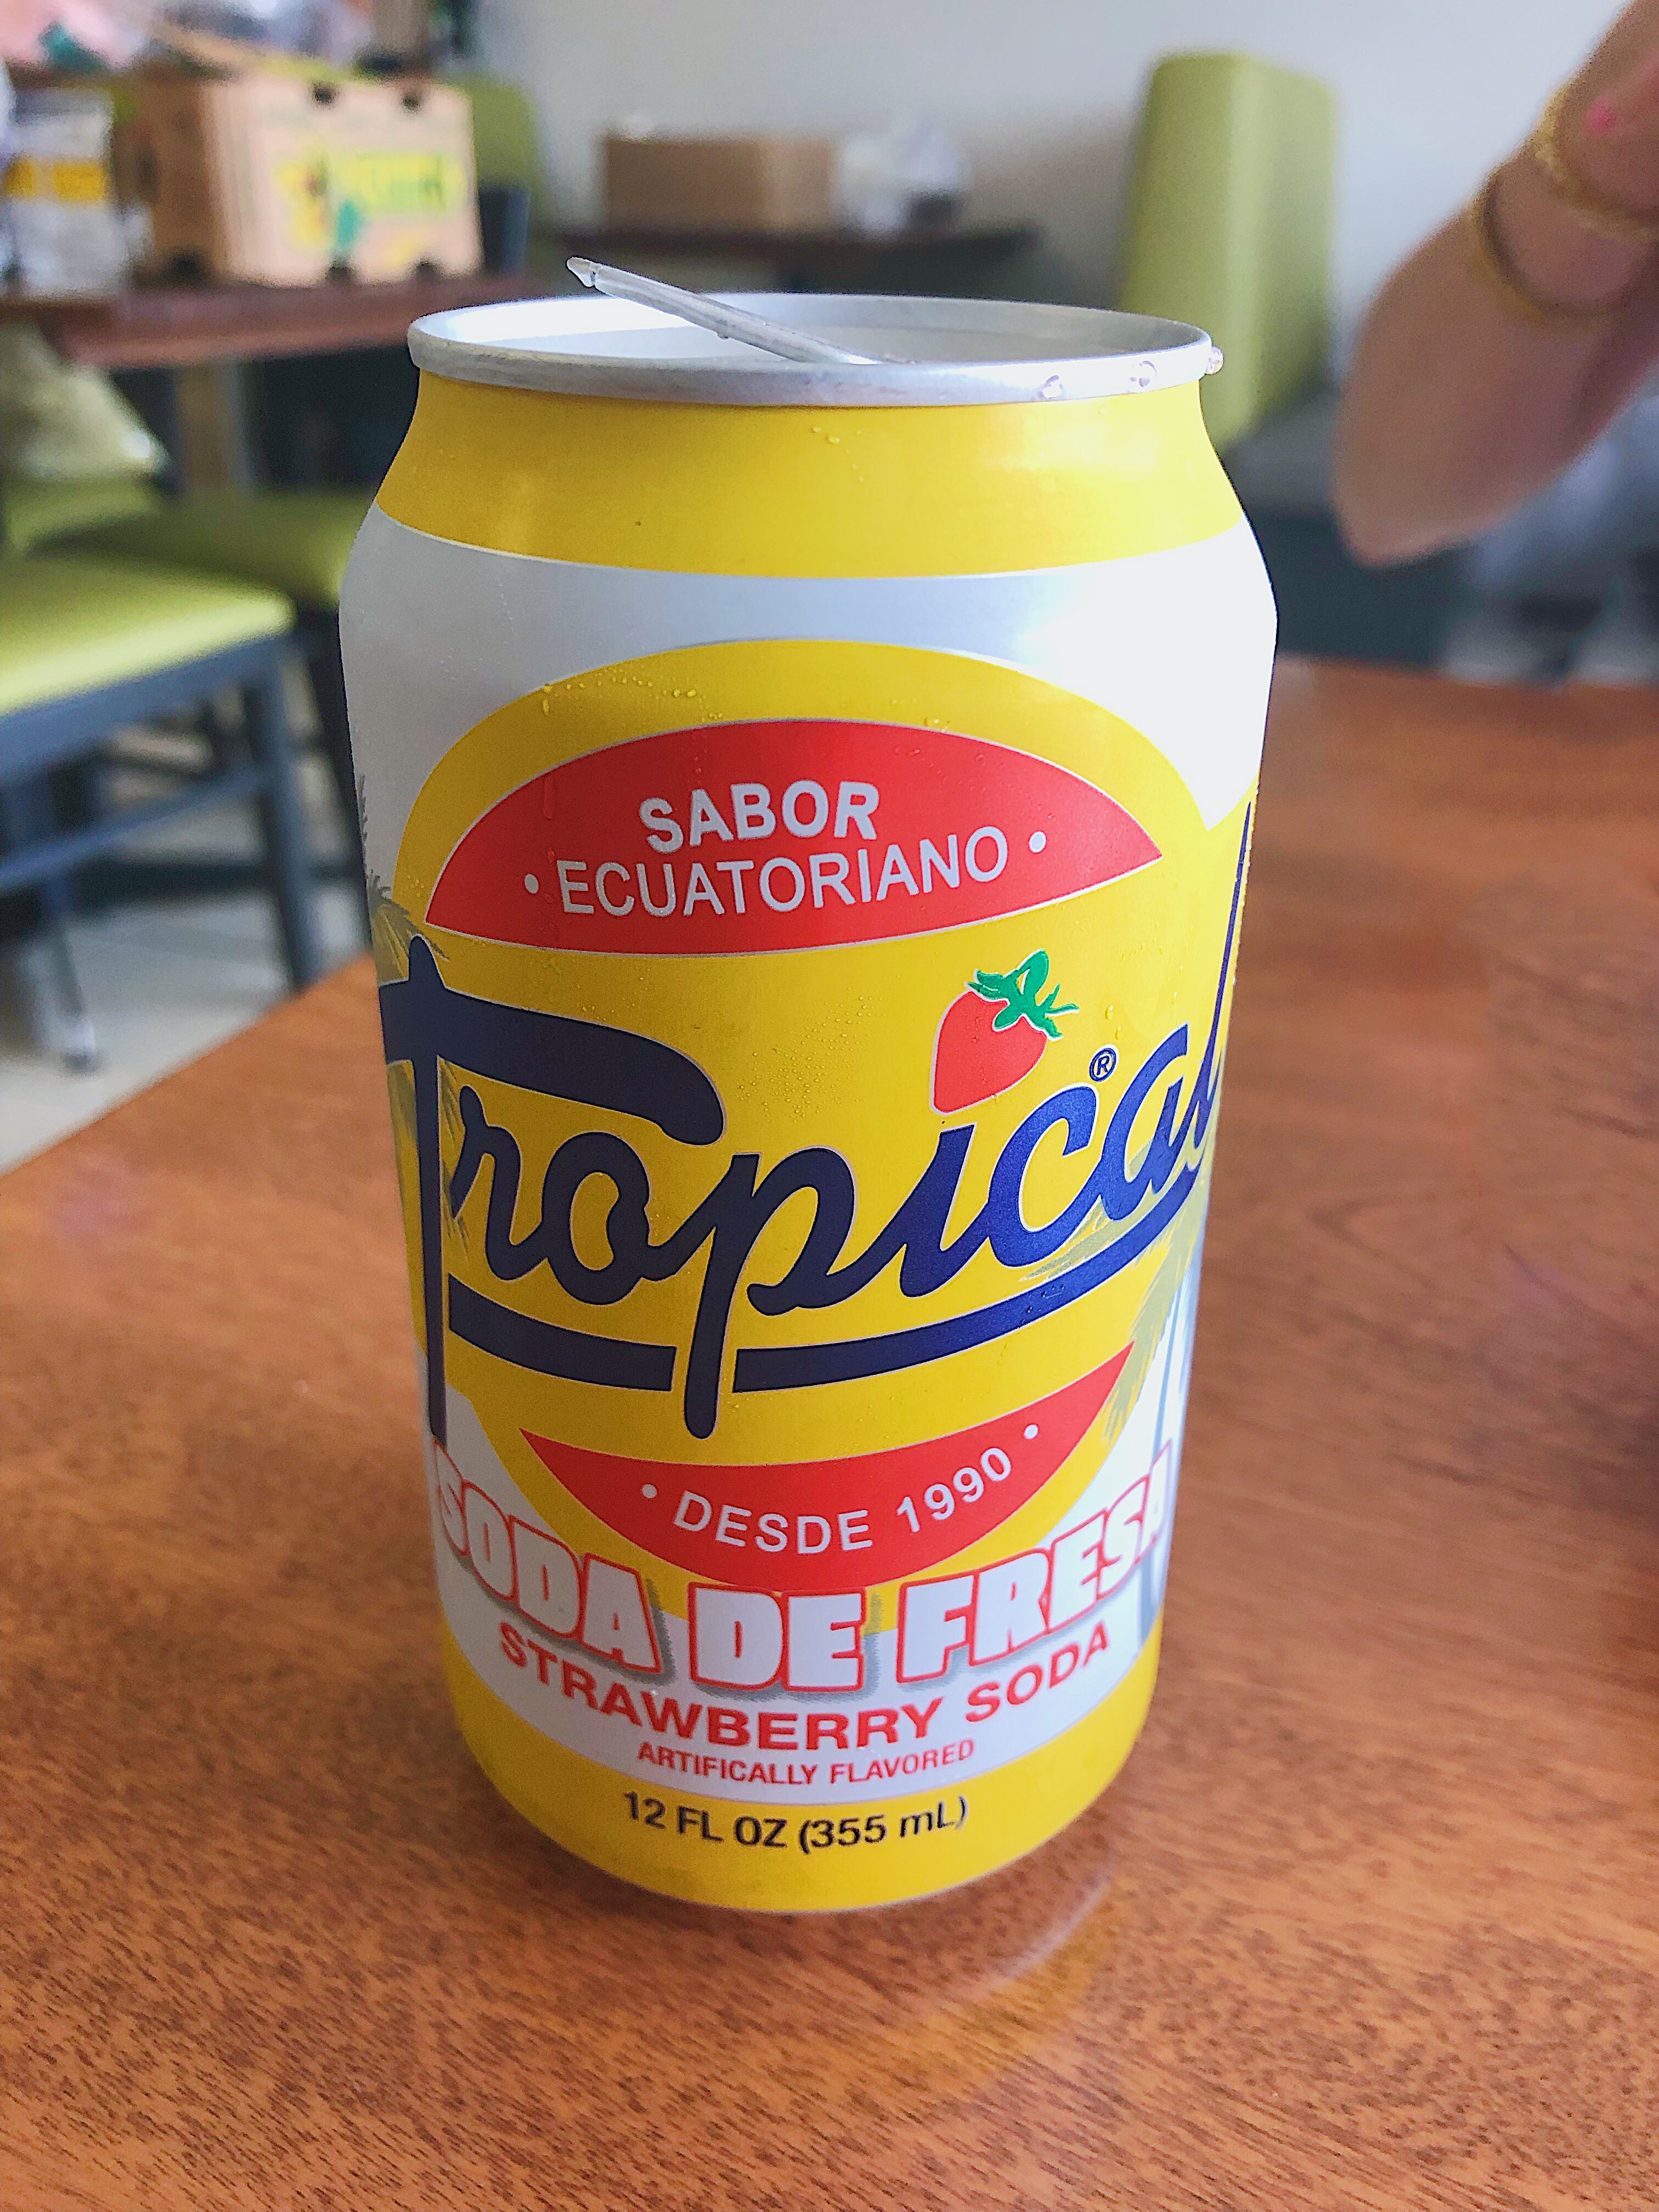 SABOR
• ECUATORIANO •
Tropical®
• DESDE 1990 •
SODA DE FRESA
STRAWBERRY SODA
ARTIFICALLY FLAVORED
12 FL OZ (355 mL)